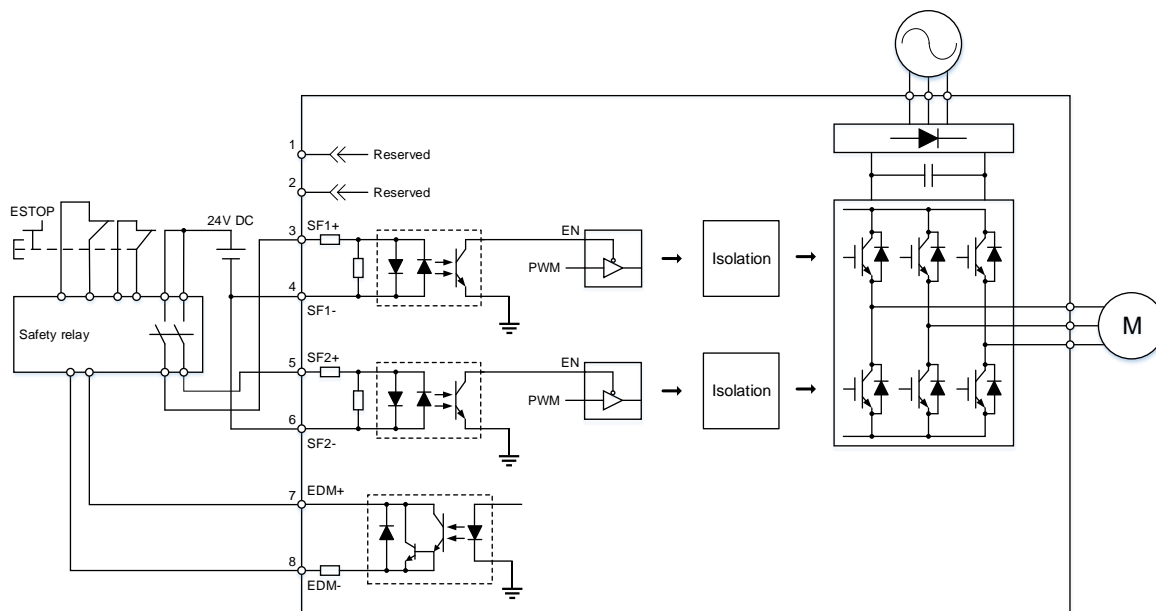 1
Reserved
2
Reserved
ESTOP
24V DC
3
SF1+
EN
PWM
Isolation
4
SF1-
Safety relay
M
5
SF2+
EN
PWM
Isolation
6
SF2-
7
EDM+
8
EDM-